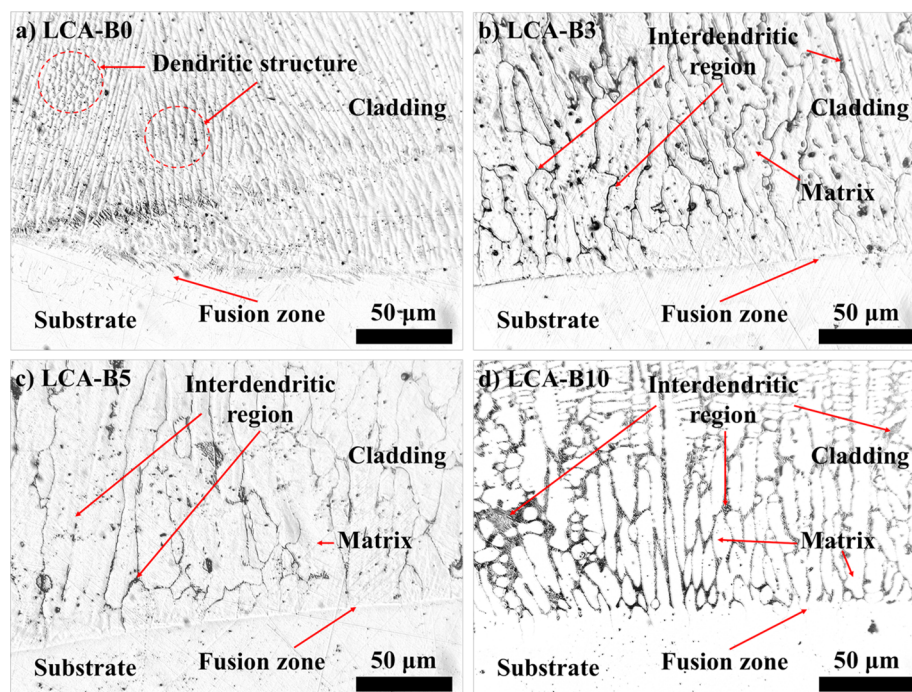 a) LCA-B0
Dendritic structure
Cladding
Substrate
Fusion zone
50 μm
b) LCA-B3
Interdendritic
region
Cladding
Matrix
Substrate
Fusion zone
50 μm
c) LCA-B5
Interdendritic
region
Cladding
Matrix
Substrate
Fusion zone
50 μm
d) LCA-B10
Interdendritic
region
Cladding
Matrix
Substrate
Fusion zone
50 μm